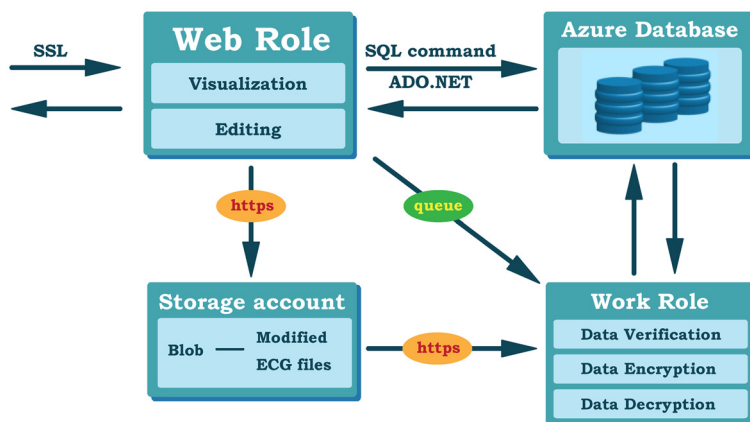 SSL
Web Role
Visualization
Editing
SQL command
ADO.NET
Azure Database
https
queue
Storage account
Blob
Modified
ECG files
https
Work Role
Data Verification
Data Encryption
Data Decryption